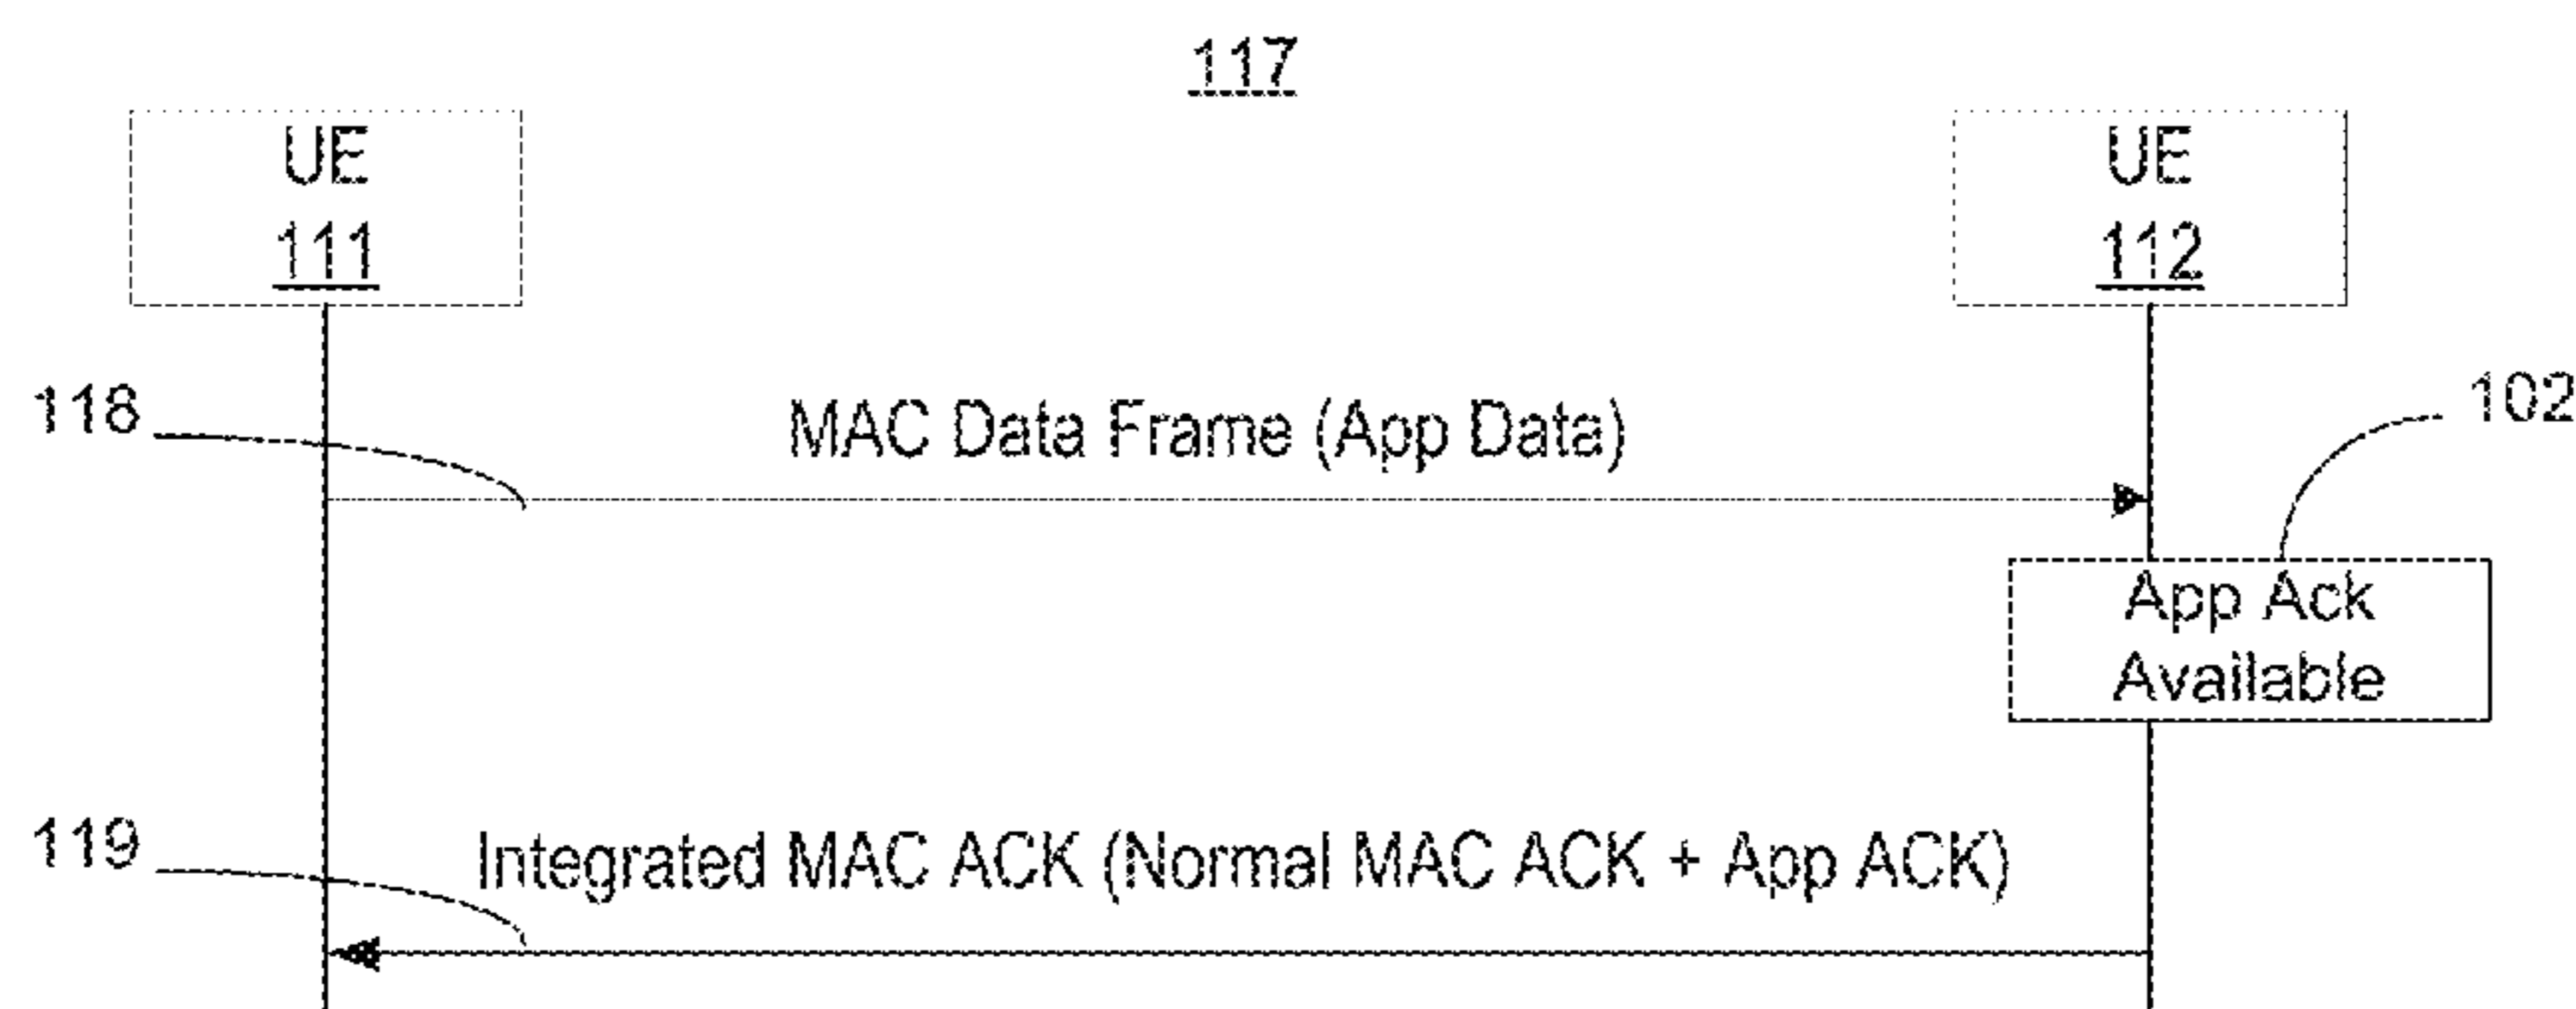 117
UE
111
UE
112
118
MAC Data Frame (App Data)
102
App Ack
Available
119
Integrated MAC ACK (Normal MAC ACK + App ACK)